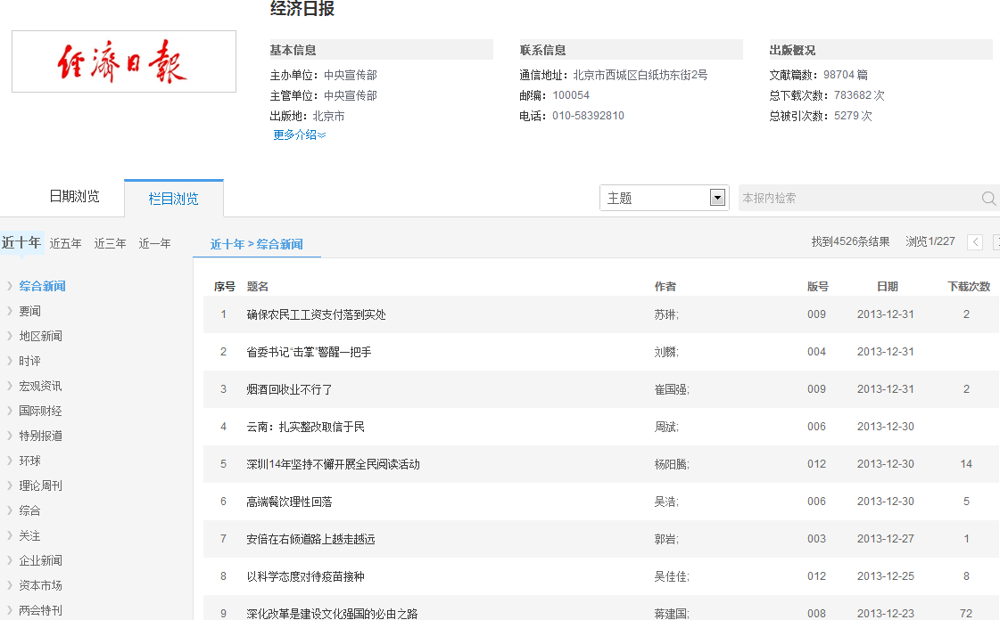 经济日报
經濟日報
基本信息 联系信息 出版概况
主办单位：中央宣传部 通信地址：北京市西城区白纸坊东街2号 文献篇数：98704 篇
主管单位：中央宣传部 邮编：100054 总下载次数：783682 次
出版地：北京市 电话：010-58392810 总被引次数：5279 次
更多介绍
日期浏览 栏目浏览 主题 本报内检索
近十年 近五年 近三年 近一年 近十年 > 综合新闻 找到4526条结果 浏览1/227
综合新闻
要闻
地区新闻
时评
宏观资讯
国际财经
特别报道
环球
理论周刊
综合
关注
企业新闻
资本市场
两会特刊
序号 题名 作者 版号 日期 下载次数
1 确保农民工工资支付落到实处 苏琳; 009 2013-12-31 2
2 省委书记“击掌”警醒一把手 刘麟; 004 2013-12-31
3 烟酒回收业不行了 崔国强; 009 2013-12-31 2
4 云南：扎实整改取信于民 周斌; 006 2013-12-30
5 深圳14年坚持不懈开展全民阅读活动 杨阳腾; 012 2013-12-30 14
6 高端餐饮理性回落 吴浩; 006 2013-12-30 5
7 安倍在右倾道路上越走越远 郭岩; 003 2013-12-27 1
8 以科学态度对待疫苗接种 吴佳佳; 012 2013-12-25 8
9 深化改革是建设文化强国的必由之路 蒋建国; 008 2013-12-23 72